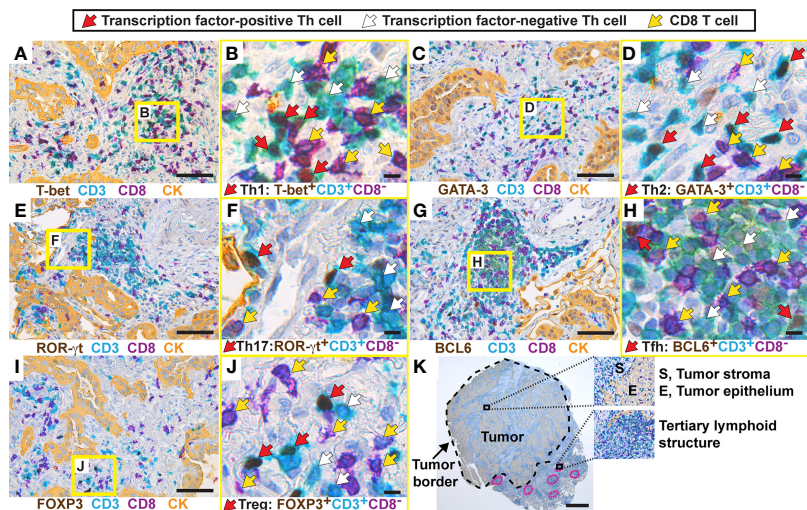 Transcription factor-positive Th cell Transcription factor-negative Th cell CD8 T cell
A B C D
B D
T-bet CD3 CD8 CK Th1: T-bet⁺CD3⁺CD8⁻ GATA-3 CD3 CD8 CK Th2: GATA-3⁺CD3⁺CD8⁻
E F G H
F H
ROR-γt CD3 CD8 CK Th17:ROR-γt⁺CD3⁺CD8⁻ BCL6 CD3 CD8 CK Tfh: BCL6⁺CD3⁺CD8⁻
I J K
S
E
S, Tumor stroma
E, Tumor epithelium
Tumor
Tertiary lymphoid
structure
J
Tumor
border
FOXP3 CD3 CD8 CK Treg: FOXP3⁺CD3⁺CD8⁻